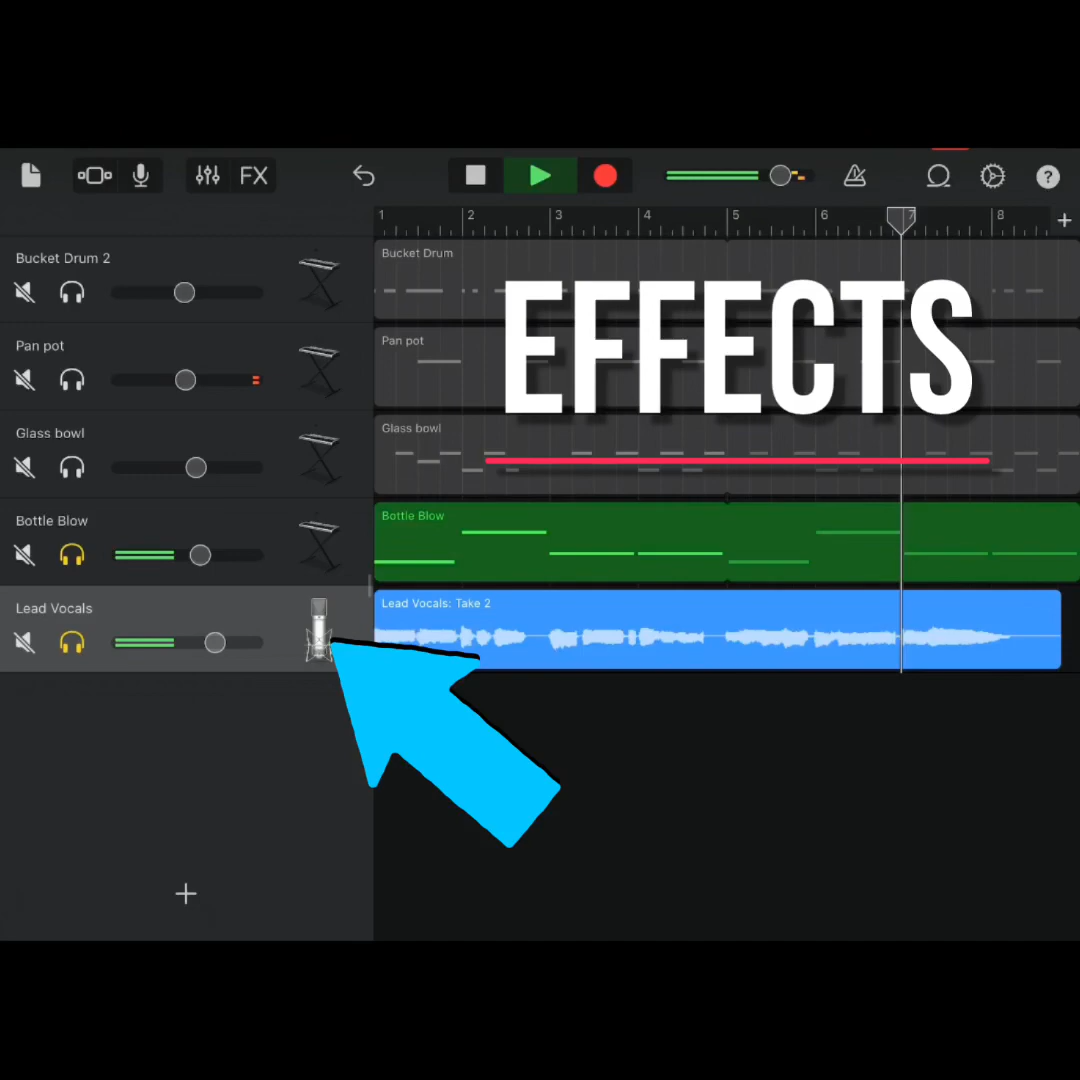 FX
?
1 2 3 4 5 6 7 8
Bucket Drum 2
Bucket Drum
EFFECTS
Pan pot
Pan pot
Glass bowl
Glass bowl
Bottle Blow
Bottle Blow
Lead Vocals
Lead Vocals: Take 2